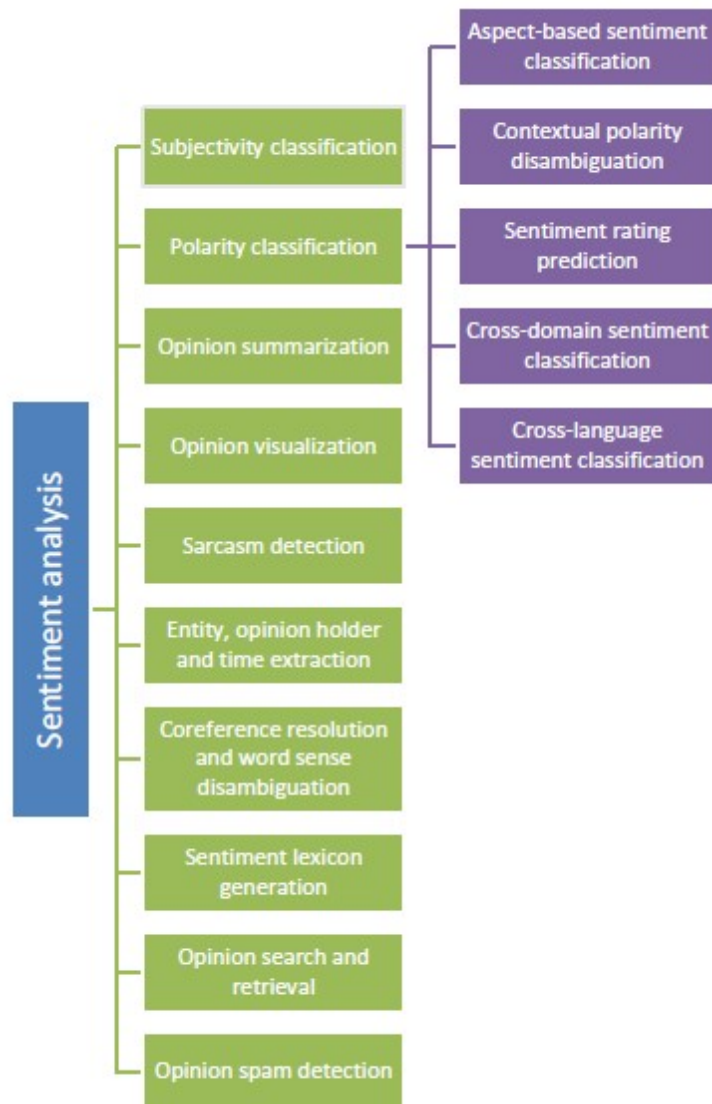 Sentiment analysis
Subjectivity classification
Polarity classification
Opinion summarization
Opinion visualization
Sarcasm detection
Entity, opinion holder
and time extraction
Coreference resolution
and word sense
disambiguation
Sentiment lexicon
generation
Opinion search and
retrieval
Opinion spam detection
Aspect-based sentiment
classification
Contextual polarity
disambiguation
Sentiment rating
prediction
Cross-domain sentiment
classification
Cross-language
sentiment classification